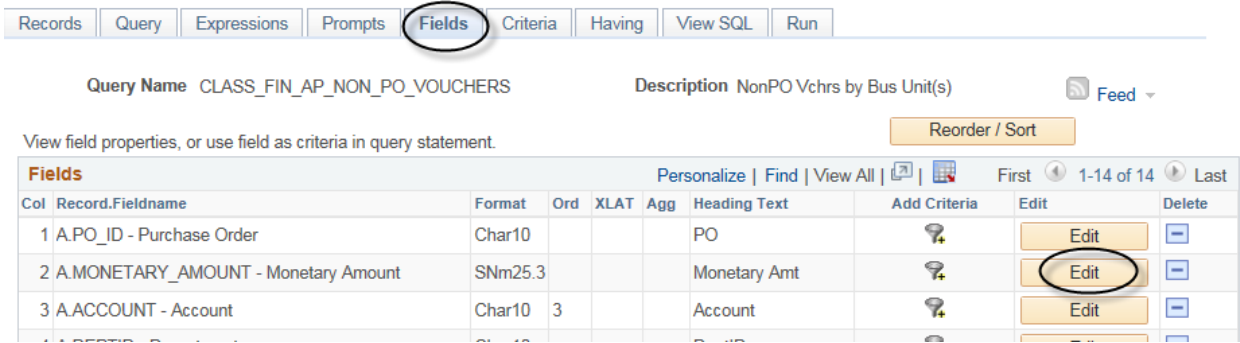 Records Query Expressions Prompts Fields Criteria Having View SQL Run
Query Name CLASS_FIN_AP_NON_PO_VOUCHERS Description NonPO Vchrs by Bus Unit(s) Feed
View field properties, or use field as criteria in query statement. Reorder / Sort
Fields Personalize | Find | View All | | First 1-14 of 14 Last
Col Record.Fieldname Format Ord XLAT Agg Heading Text Add Criteria Edit Delete
1 A.PO_ID - Purchase Order Char10 PO Edit
2 A.MONETARY_AMOUNT - Monetary Amount SNm25.3 Monetary Amt Edit
3 A.ACCOUNT - Account Char10 3 Account Edit